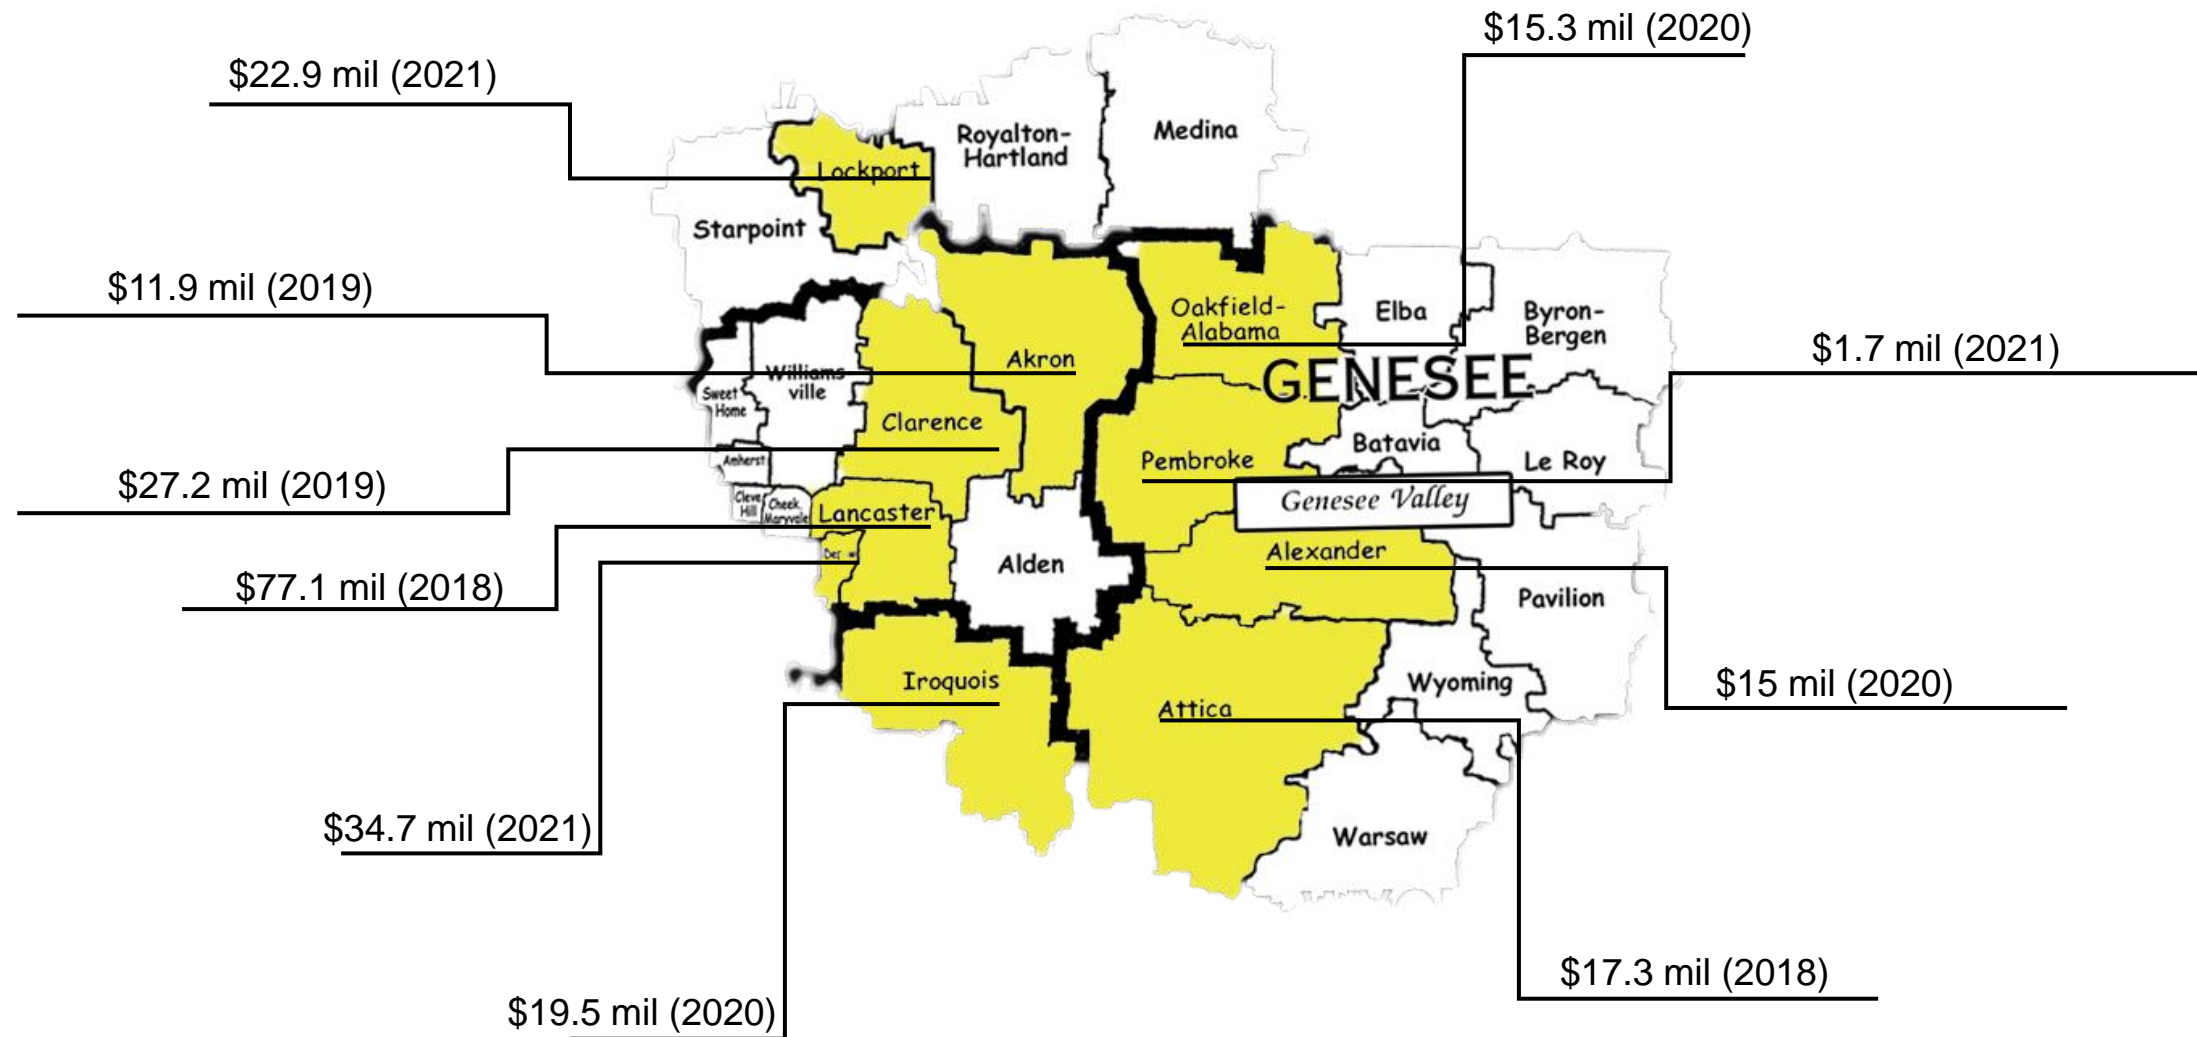 $15.3 mil (2020)
$22.9 mil (2021)
Royalton-
Hartland
Medina
Lockport
Starpoint
$11.9 mil (2019)
Oakfield-
Alabama
Elba
Byron-
Bergen
$1.7 mil (2021)
Akron
GENESEE
Williams
ville
Sweet
Home
Clarence
Batavia
Pembroke
Le Roy
Amherst
$27.2 mil (2019)
Cleve
Hill
Cheek
Maryvale
Lancaster
Genesee Valley
Alexander
Alden
$77.1 mil (2018)
Pavilion
Iroquois
Wyoming
$15 mil (2020)
Attica
$34.7 mil (2021)
Warsaw
$17.3 mil (2018)
$19.5 mil (2020)